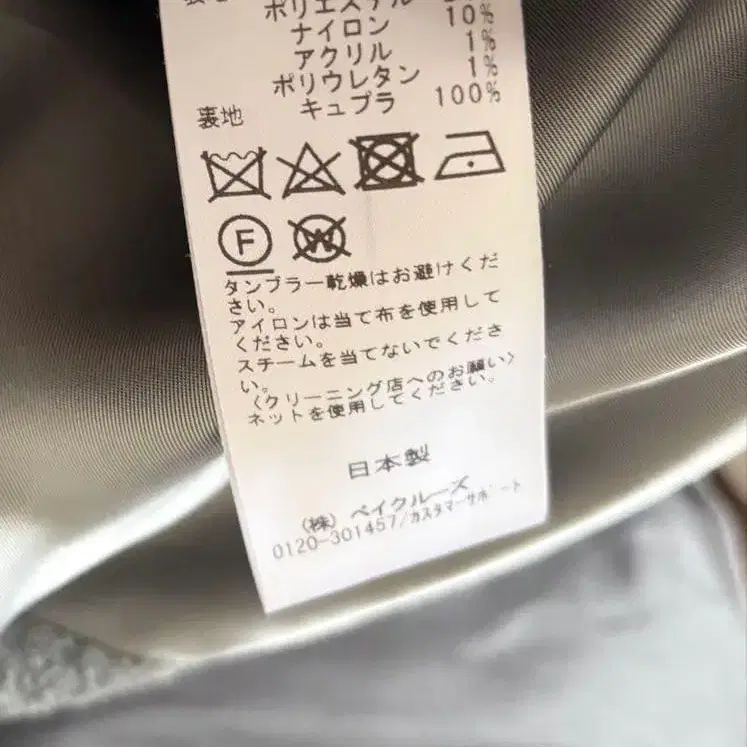 ポリエステル
ナイロン 10%
アクリル 1%
ポリウレタン 1%
裏地 キュプラ 100%
F W
タンブラー乾燥はお避けくだ
さい。
アイロンは当て布を使用して
ください。
スチームを当てないでくださ
い。
〈クリーニング店へのお願い〉
ネットを使用してください。
日本製
(株) ベイクルーズ
0120-301457/カスタマーサポート